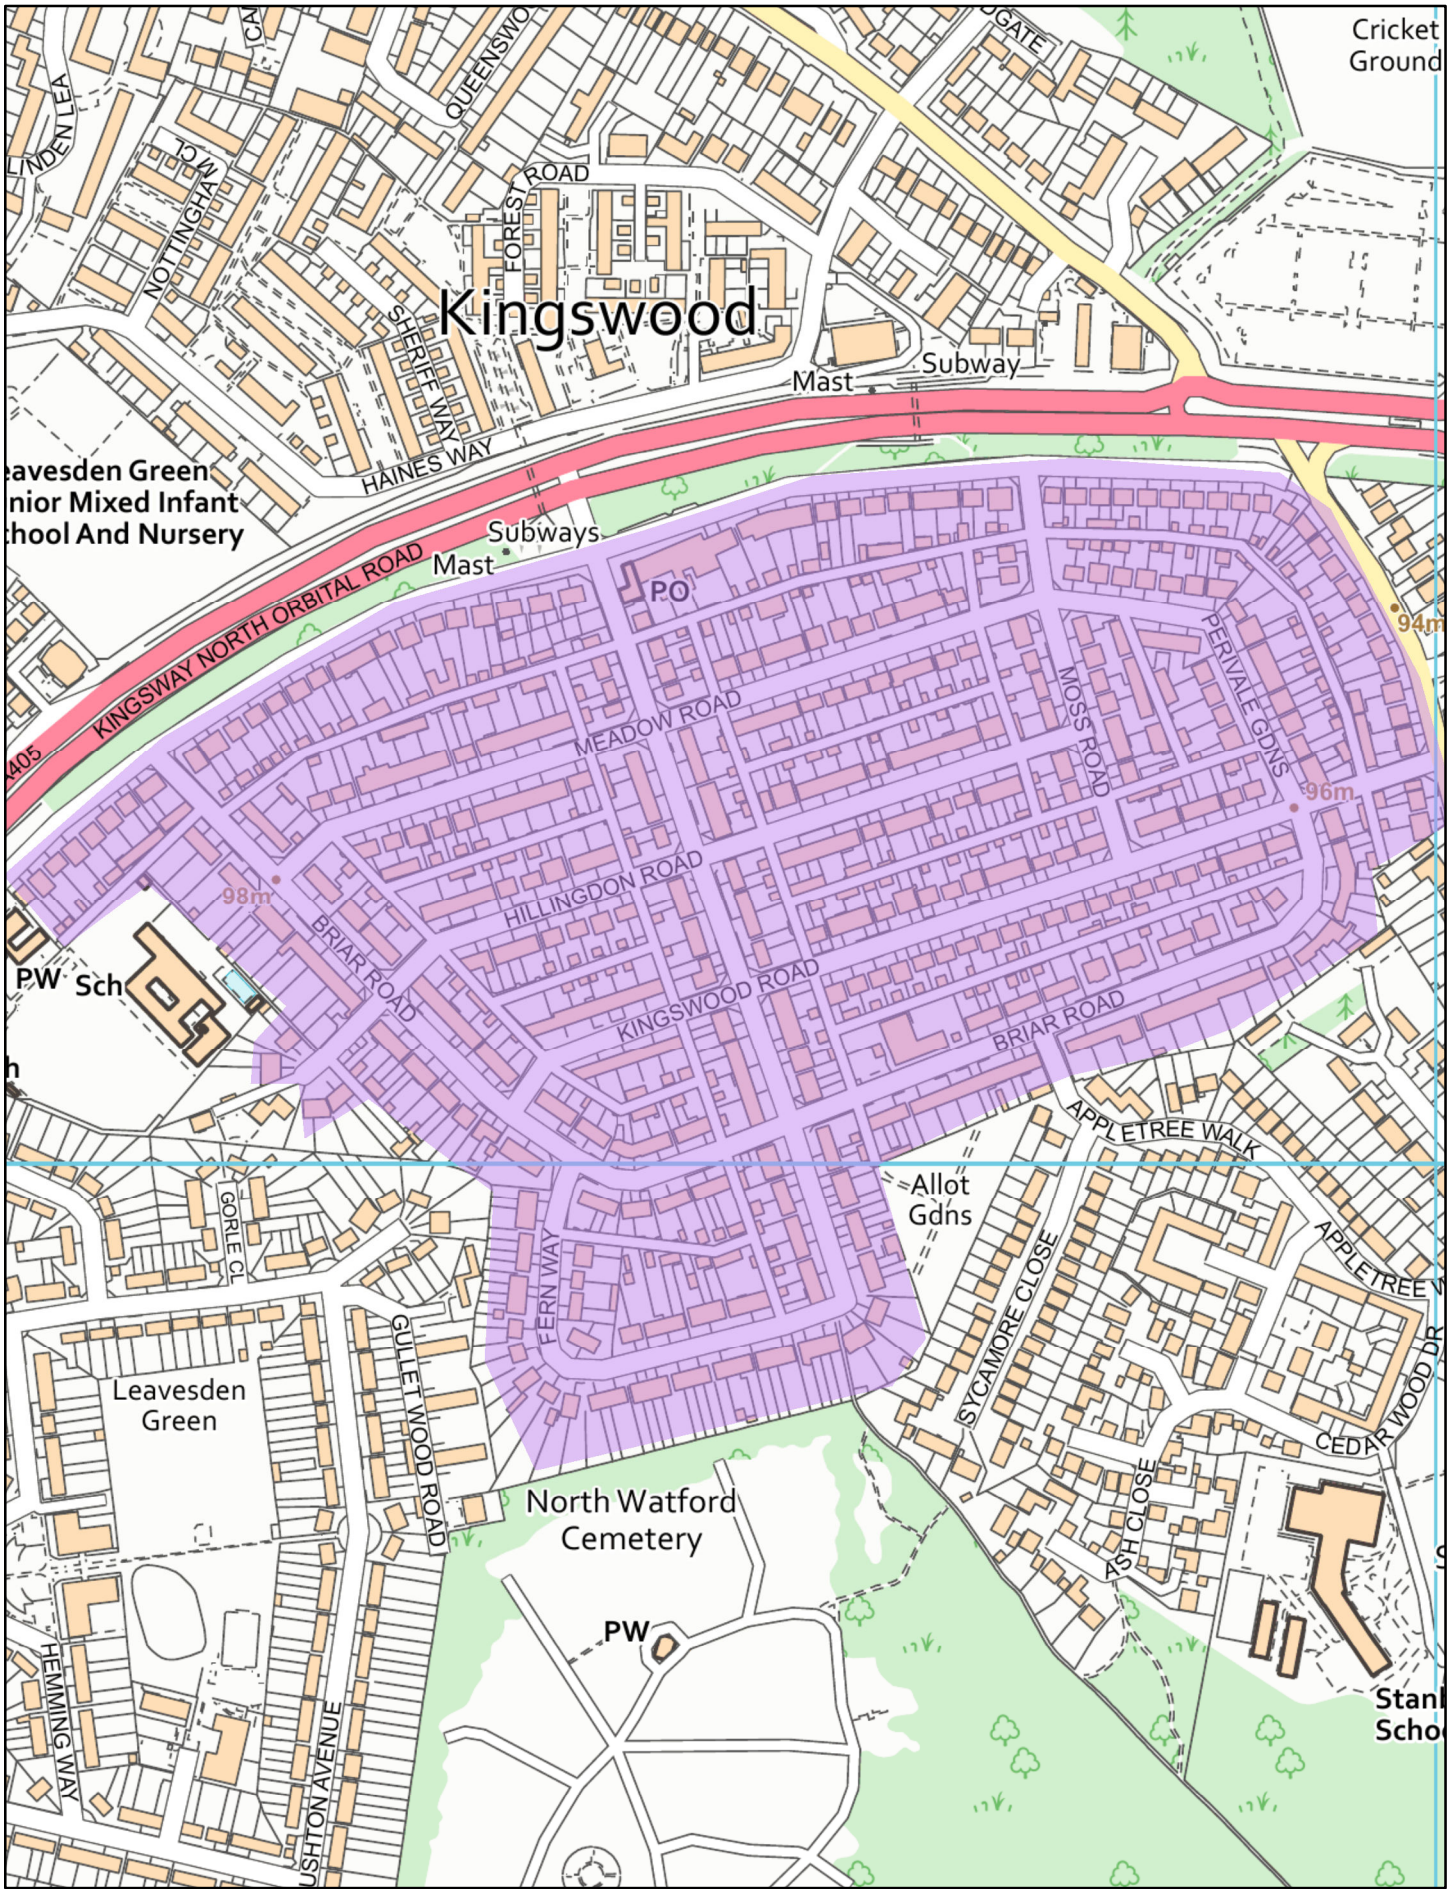 Cricket
Ground
QUEENSWO
DGATE
LINDEN LEA
NOTTINGHAM CL
FOREST ROAD
Kingswood
SHERIFF WAY
Mast
Subway
HAINES WAY
eavesden Green
nior Mixed Infant
chool And Nursery
Subways
Mast
KINGSWAY NORTH ORBITAL ROAD
PO
94m
PERIVALE GDNS
MOSS ROAD
MEADOW ROAD
A405
96m
98m
HILLINGDON ROAD
BRIAR ROAD
PW
Sch
KINGSWOOD ROAD
BRIAR ROAD
h
APPLETREE WALK
Allot
Gdns
GORLE CL
FERN WAY
APPLETREE W
SYCAMORE CLOSE
GULLET WOOD ROAD
Leavesden
Green
CEDAR WOOD DR
ASH CLOSE
North Watford
Cemetery
S
PW
HEMMING WAY
USHTON AVENUE
Stanb
Schoo